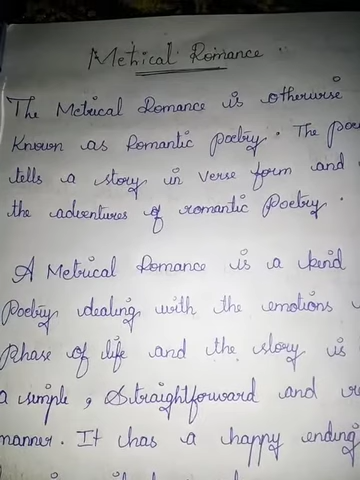 Metrical Romance :
The Metrical Romance is otherwise
Known as Romantic Poetry. The
tells a story in verse form and
the adventures of romantic Poetry.
A Metrical Romance is a kind
Poetry dealing with the emotions
Phase of life and the story is
a simple, Straightforward and
manner. It has a happy ending